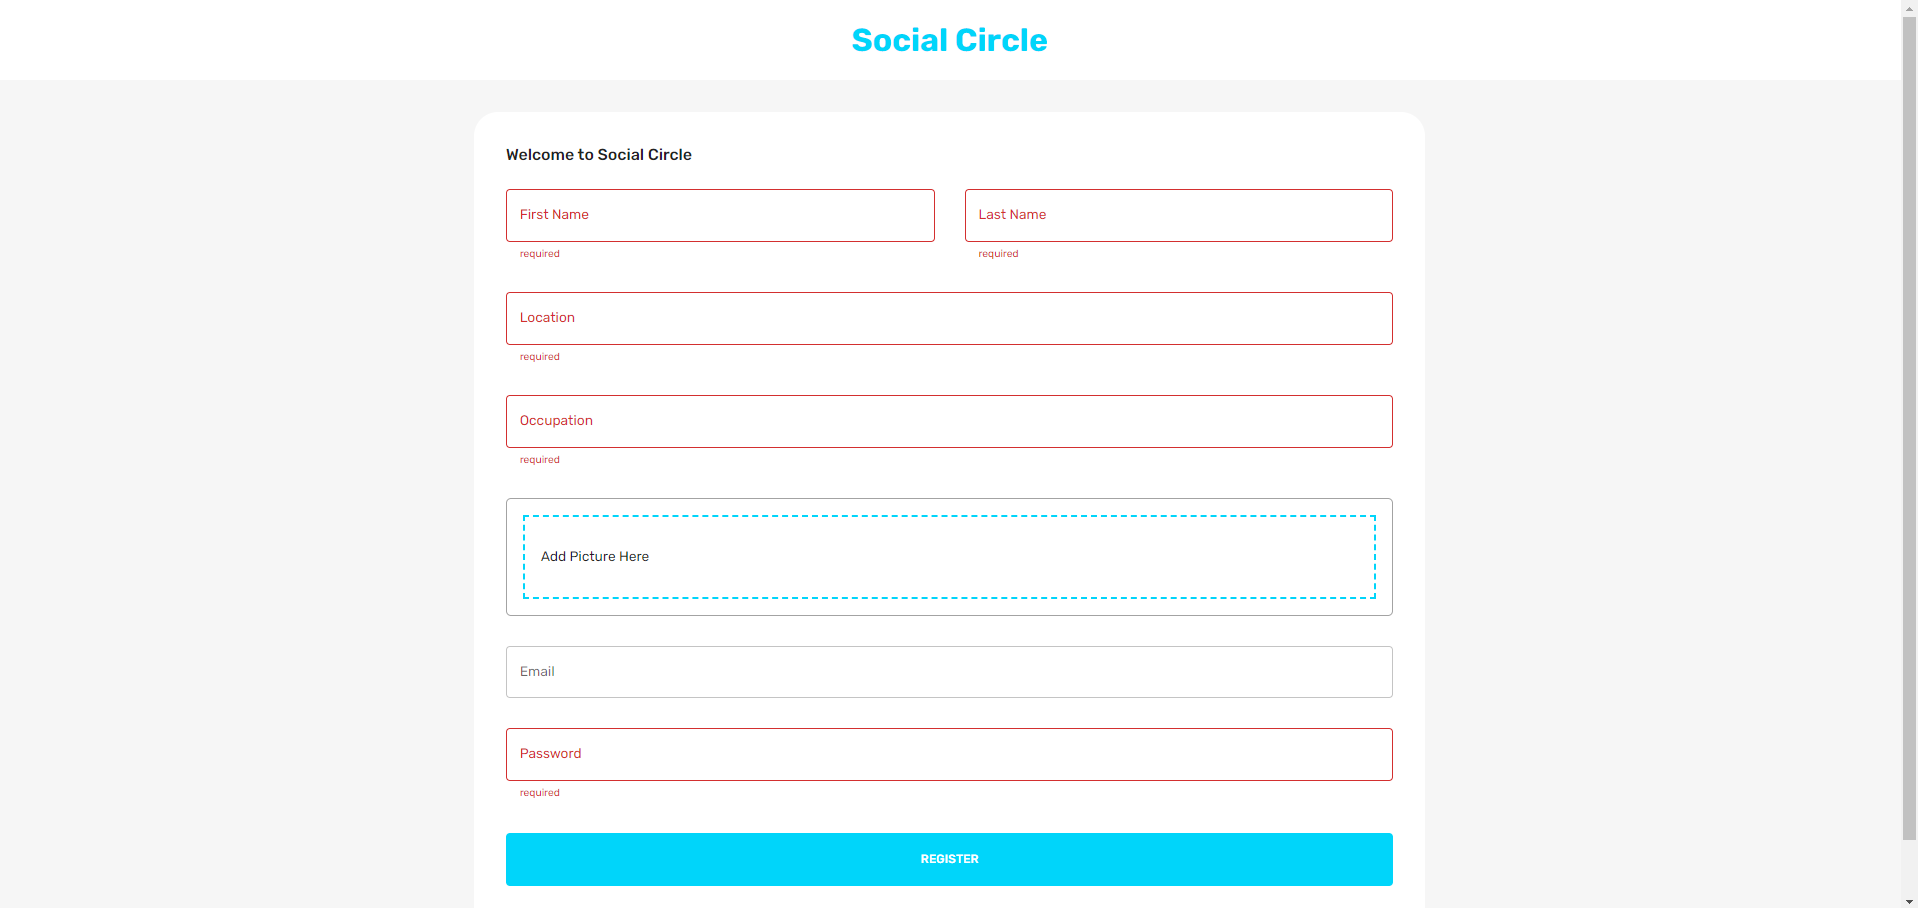 Social Circle
Welcome to Social Circle
First Name
Last Name
required
required
Location
required
Occupation
required
Add Picture Here
Email
Password
required
REGISTER